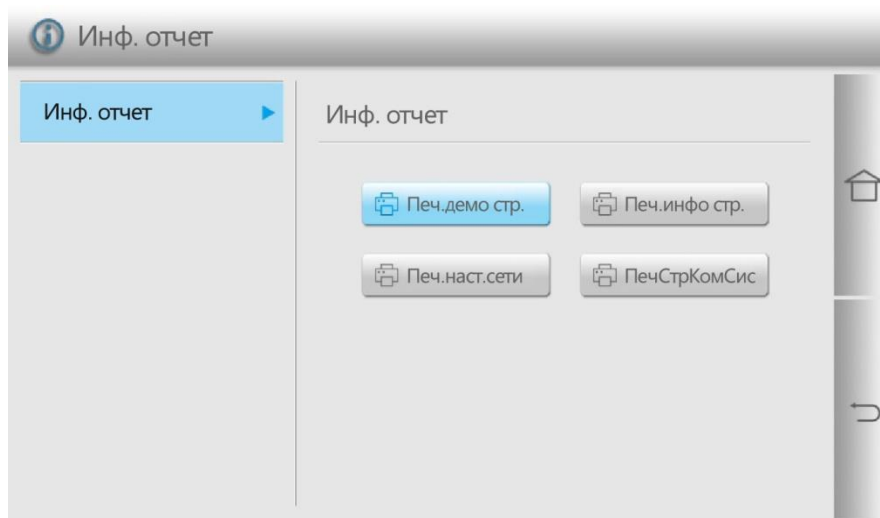 Инф. отчет
Инф. отчет
Инф. отчет
Печ.демо стр.
Печ.инфо стр.
Печ.наст.сети
ПечСтрКомСис